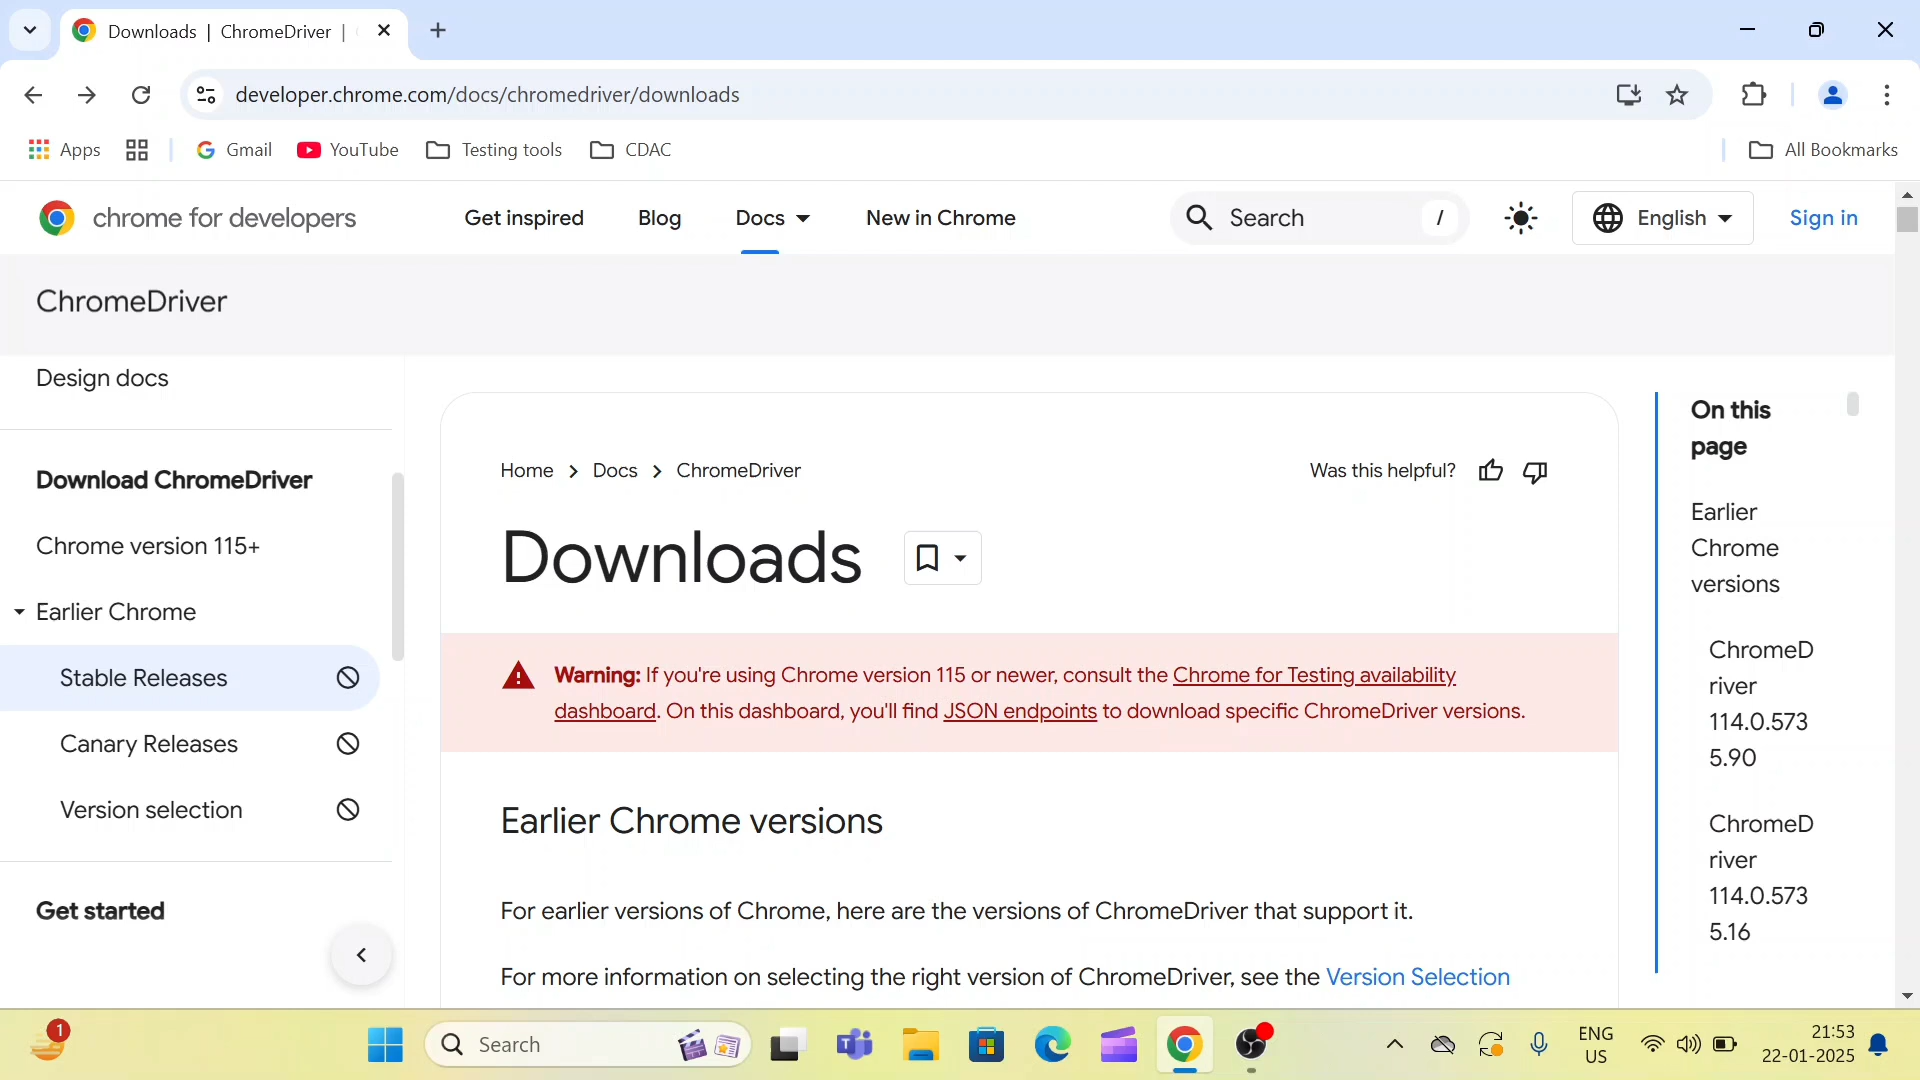 Downloads | ChromeDriver |
developer.chrome.com/docs/chromedriver/downloads
Apps
Gmail
YouTube
Testing tools
CDAC
All Bookmarks
chrome for developers
Get inspired
Blog
Docs
New in Chrome
Search
/
English
Sign in
ChromeDriver
Design docs
Download ChromeDriver
Chrome version 115+
Earlier Chrome
Stable Releases
Canary Releases
Version selection
Get started
Home > Docs > ChromeDriver
Was this helpful?
Downloads
Warning: If you're using Chrome version 115 or newer, consult the Chrome for Testing availability
dashboard. On this dashboard, you'll find JSON endpoints to download specific ChromeDriver versions.
Earlier Chrome versions
For earlier versions of Chrome, here are the versions of ChromeDriver that support it.
For more information on selecting the right version of ChromeDriver, see the Version Selection
On this
page
Earlier
Chrome
versions
ChromeD
river
114.0.573
5.90
ChromeD
river
114.0.573
5.16
1
Search
ENG
US
21:53
22-01-2025